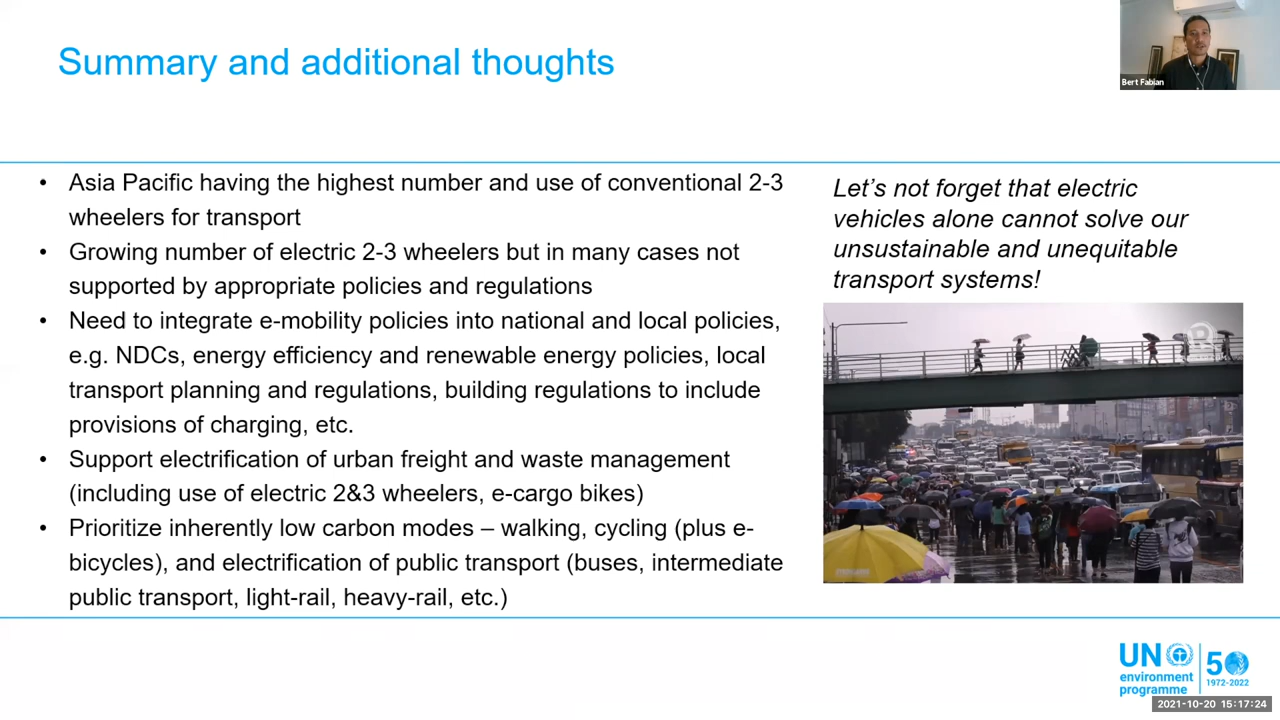 Summary and additional thoughts
Bert Fabian
• Asia Pacific having the highest number and use of conventional 2-3
wheelers for transport
• Growing number of electric 2-3 wheelers but in many cases not
supported by appropriate policies and regulations
• Need to integrate e-mobility policies into national and local policies,
e.g. NDCs, energy efficiency and renewable energy policies, local
transport planning and regulations, building regulations to include
provisions of charging, etc.
• Support electrification of urban freight and waste management
(including use of electric 2&3 wheelers, e-cargo bikes)
• Prioritize inherently low carbon modes – walking, cycling (plus e-
bicycles), and electrification of public transport (buses, intermediate
public transport, light-rail, heavy-rail, etc.)
Let's not forget that electric
vehicles alone cannot solve our
unsustainable and unequitable
transport systems!
UN
environment
programme
50
1972-2022
2021-10-20 15:17:24